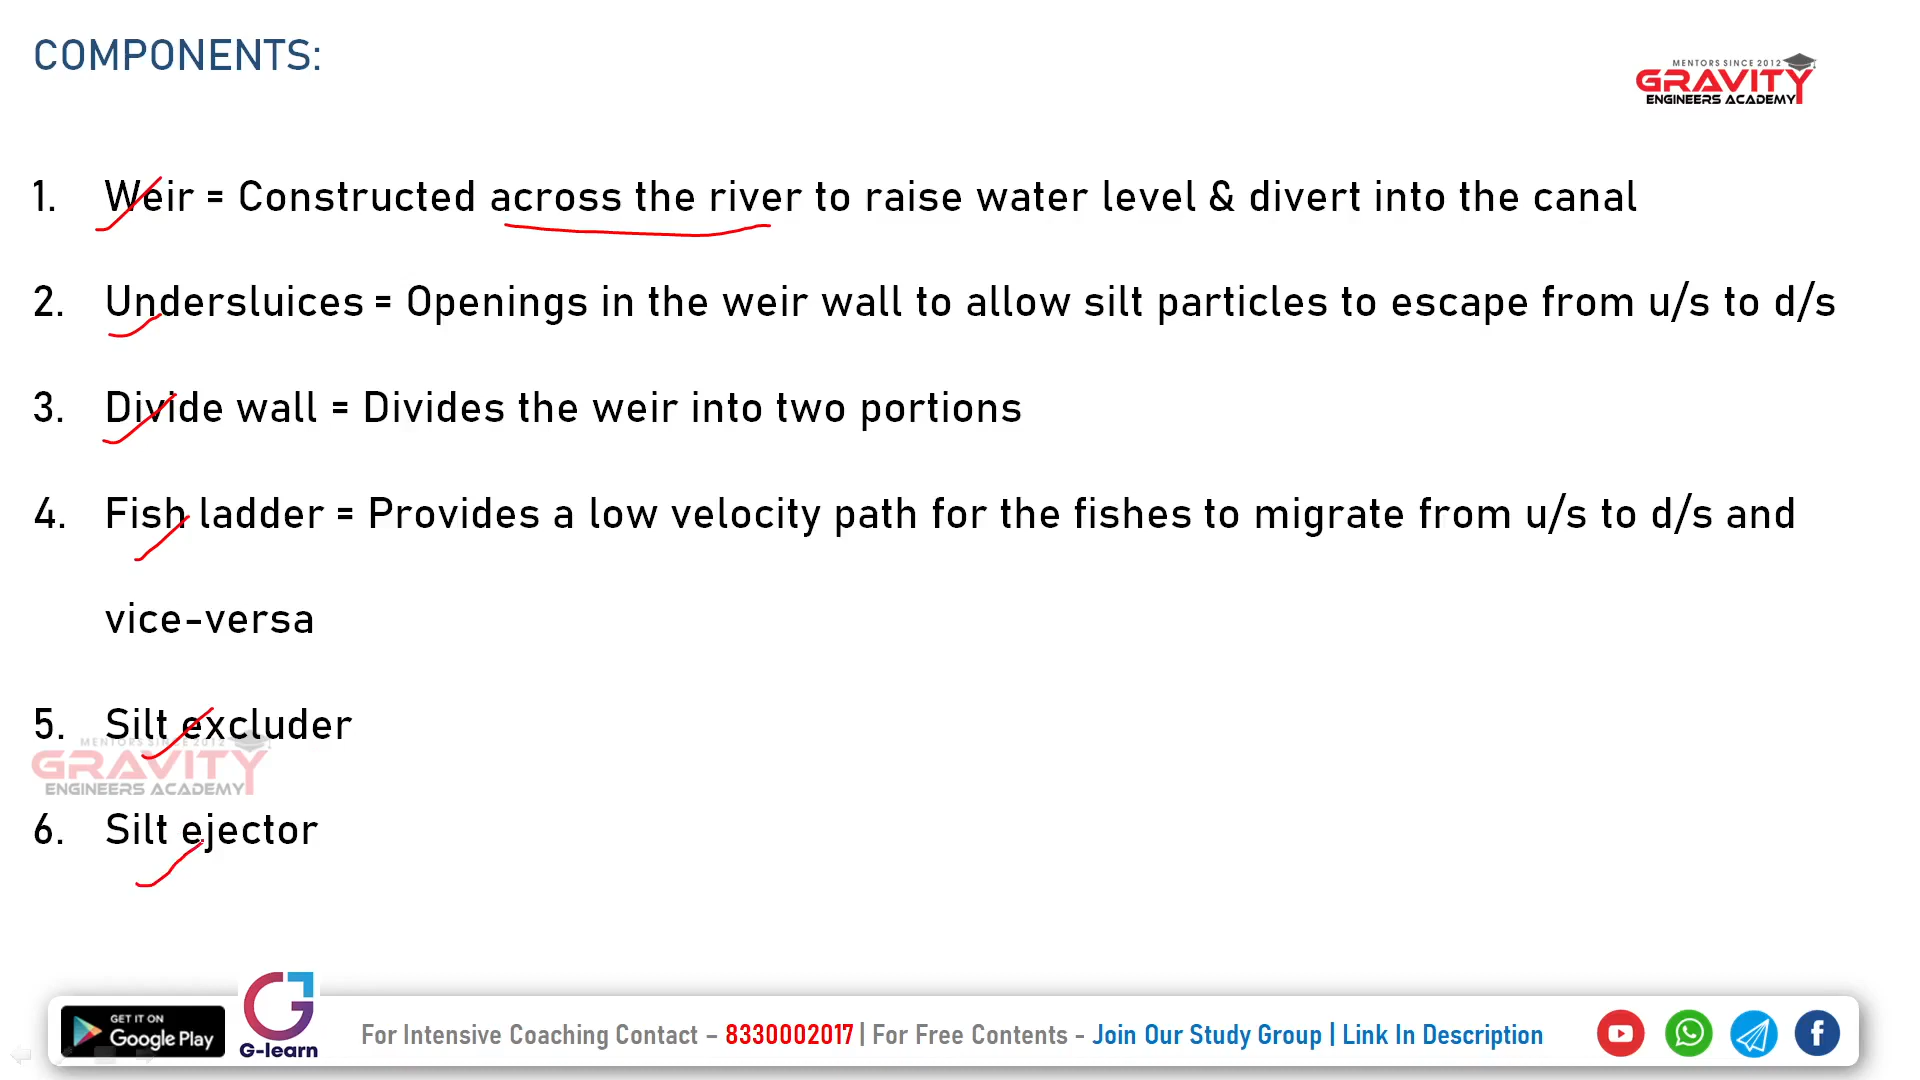 COMPONENTS:
MENTORS SINCE 2012
GRAVITY
ENGINEERS ACADEMY
1. Weir = Constructed across the river to raise water level & divert into the canal
2. Undersluices = Openings in the weir wall to allow silt particles to escape from u/s to d/s
3. Divide wall = Divides the weir into two portions
4. Fish ladder = Provides a low velocity path for the fishes to migrate from u/s to d/s and
vice-versa
5. Silt excluder
MENTORS SINCE 2012
GRAVITY
ENGINEERS ACADEMY
6. Silt ejector
GET IT ON
Google Play
G-learn
For Intensive Coaching Contact – 8330002017 | For Free Contents - Join Our Study Group | Link In Description